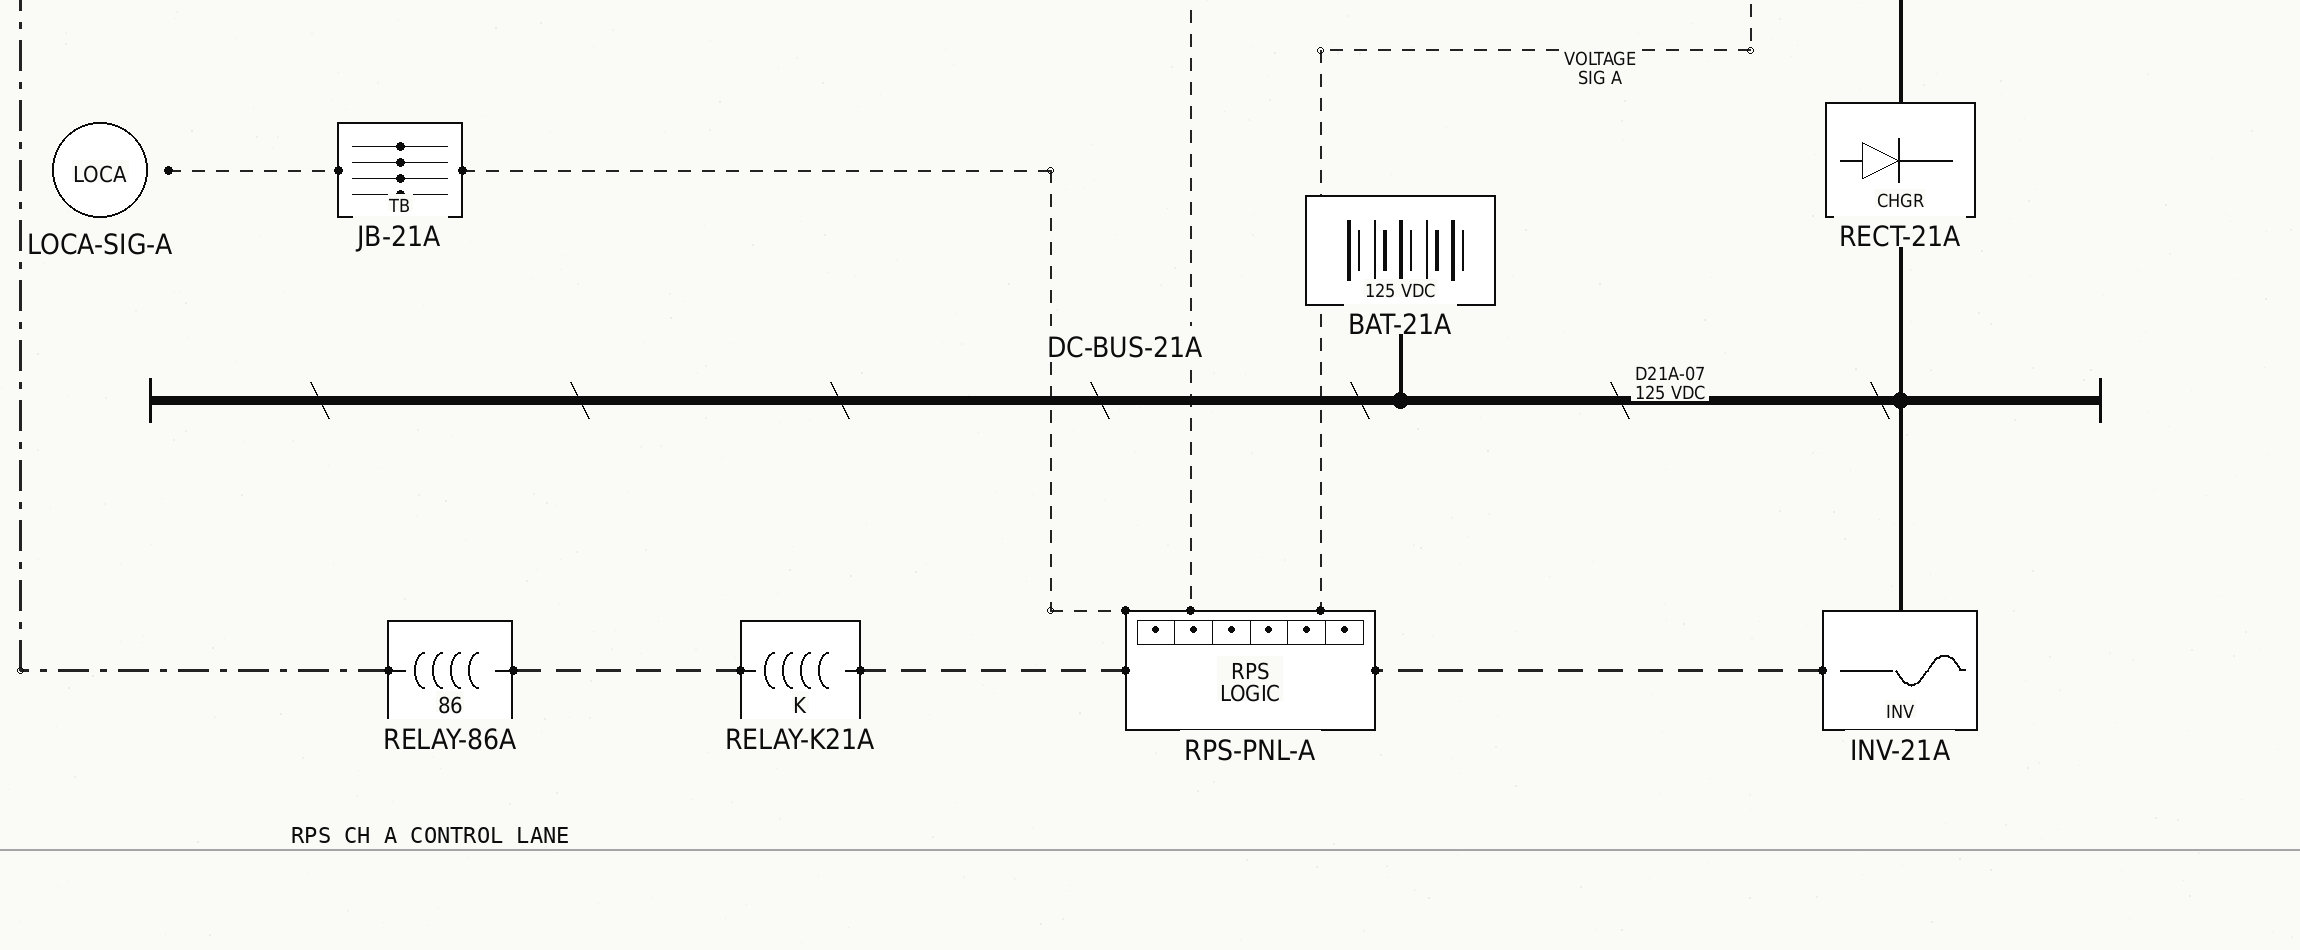 VOLTAGE
SIG A
LOCA
LOCA-SIG-A
TB
JB-21A
CHGR
RECT-21A
125 VDC
BAT-21A
DC-BUS-21A
D21A-07
125 VDC
86
RELAY-86A
K
RELAY-K21A
RPS
LOGIC
RPS-PNL-A
INV
INV-21A
RPS CH A CONTROL LANE